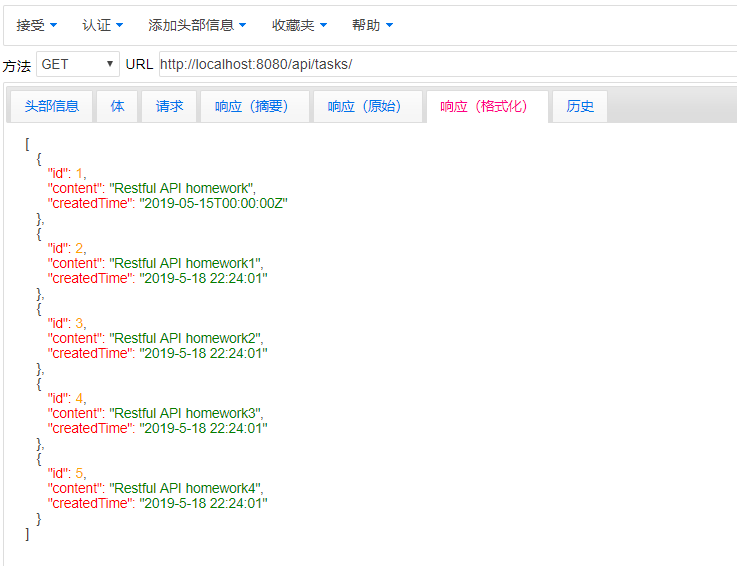 接受 认证 添加头部信息 收藏夹 帮助
方法 GET URL http://localhost:8080/api/tasks/
头部信息 体 请求 响应（摘要） 响应（原始） 响应（格式化） 历史
[
{
"id": 1,
"content": "Restful API homework",
"createdTime": "2019-05-15T00:00:00Z"
},
{
"id": 2,
"content": "Restful API homework1",
"createdTime": "2019-5-18 22:24:01"
},
{
"id": 3,
"content": "Restful API homework2",
"createdTime": "2019-5-18 22:24:01"
},
{
"id": 4,
"content": "Restful API homework3",
"createdTime": "2019-5-18 22:24:01"
},
{
"id": 5,
"content": "Restful API homework4",
"createdTime": "2019-5-18 22:24:01"
}
]